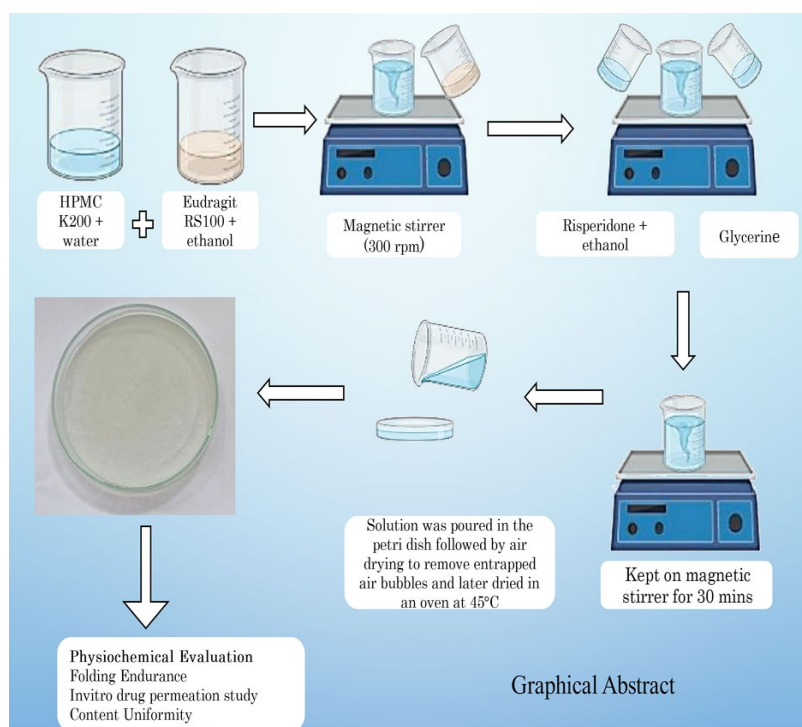 HPMC
K200 +
water
Eudragit
RS100 +
ethanol
Magnetic stirrer
(300 rpm)
Risperidone +
ethanol
Glycerine
Kept on magnetic
stirrer for 30 mins
Solution was poured in the
petri dish followed by air
drying to remove entrapped
air bubbles and later dried in
an oven at 45°C
Physiochemical Evaluation
Folding Endurance
Invitro drug permeation study
Content Uniformity
Graphical Abstract